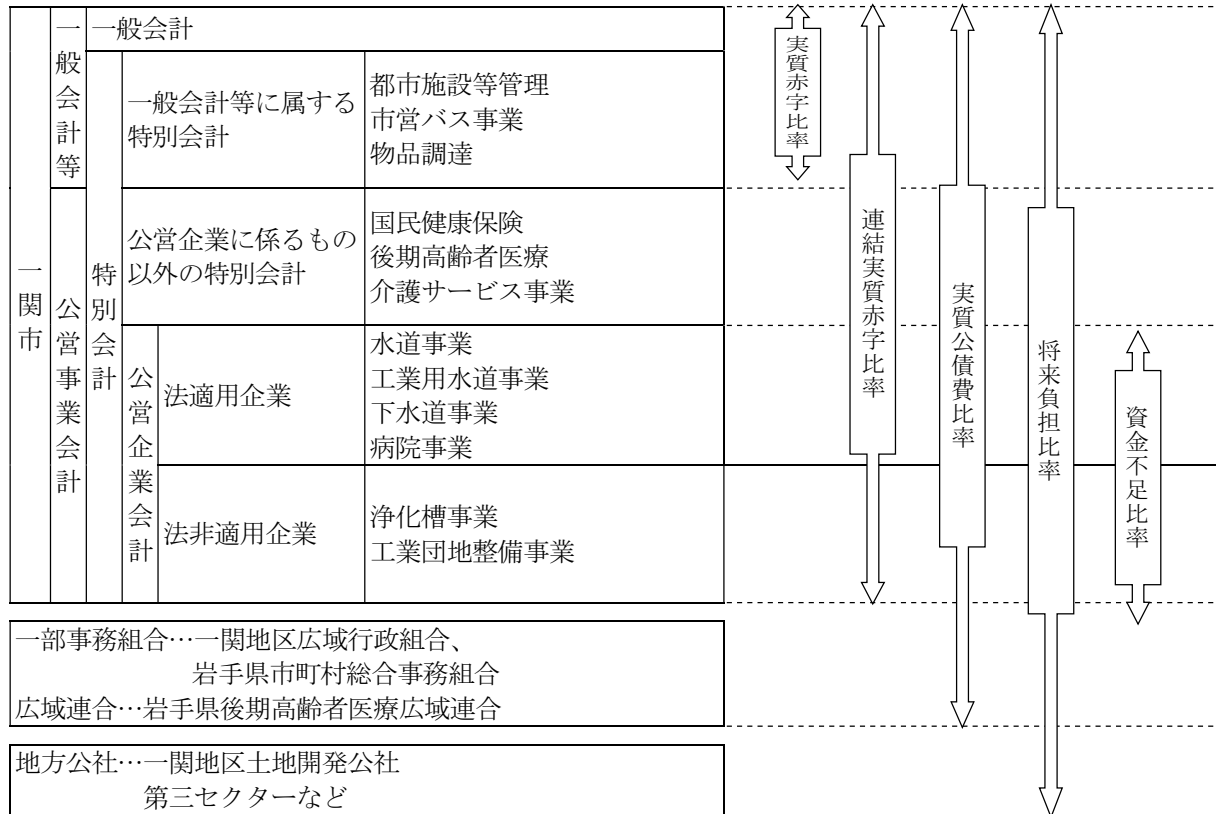 一関市
一般会計等
一般会計
特別会計
一般会計等に属する
特別会計
都市施設等管理
市営バス事業
物品調達
公営事業会計
公営企業に係るもの
以外の特別会計
国民健康保険
後期高齢者医療
介護サービス事業
公営企業会計
法適用企業
水道事業
工業用水道事業
下水道事業
病院事業
法非適用企業
浄化槽事業
工業団地整備事業
一部事務組合…一関地区広域行政組合、
岩手県市町村総合事務組合
広域連合…岩手県後期高齢者医療広域連合
地方公社…一関地区土地開発公社
第三セクターなど
実質赤字比率
連結実質赤字比率
実質公債費比率
将来負担比率
資金不足比率